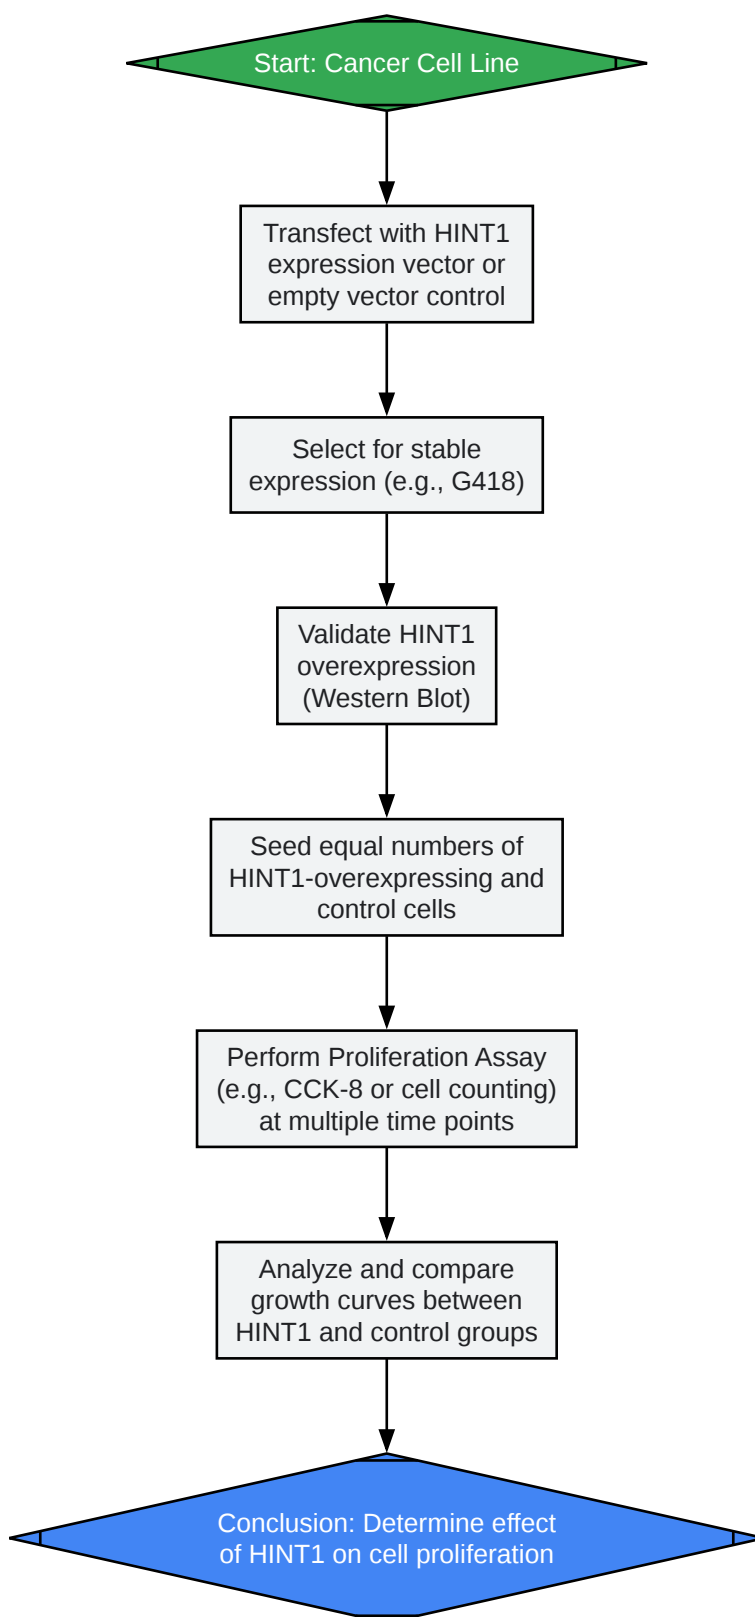 Start: Cancer Cell Line
Transfect with HINT1
expression vector or
empty vector control
Select for stable
expression (e.g., G418)
Validate HINT1
overexpression
(Western Blot)
Seed equal numbers of
HINT1-overexpressing and
control cells
Perform Proliferation Assay
(e.g., CCK-8 or cell counting)
at multiple time points
Analyze and compare
growth curves between
HINT1 and control groups
Conclusion: Determine effect
of HINT1 on cell proliferation